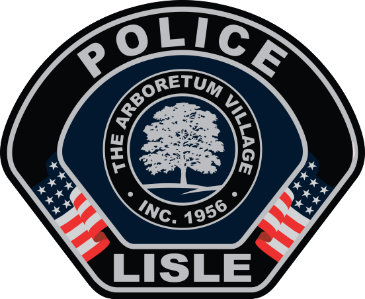 POLICE
THE ARBORETUM VILLAGE
• INC. 1956 •
LISLE